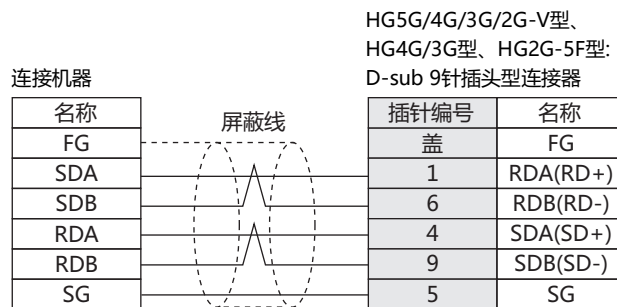 HG5G/4G/3G/2G-V型、
HG4G/3G型、HG2G-5F型:
连接机器
D-sub 9针插头型连接器
名称
屏蔽线
插针编号 名称
FG 盖 FG
SDA 1 RDA(RD+)
SDB 6 RDB(RD-)
RDA 4 SDA(SD+)
RDB 9 SDB(SD-)
SG 5 SG